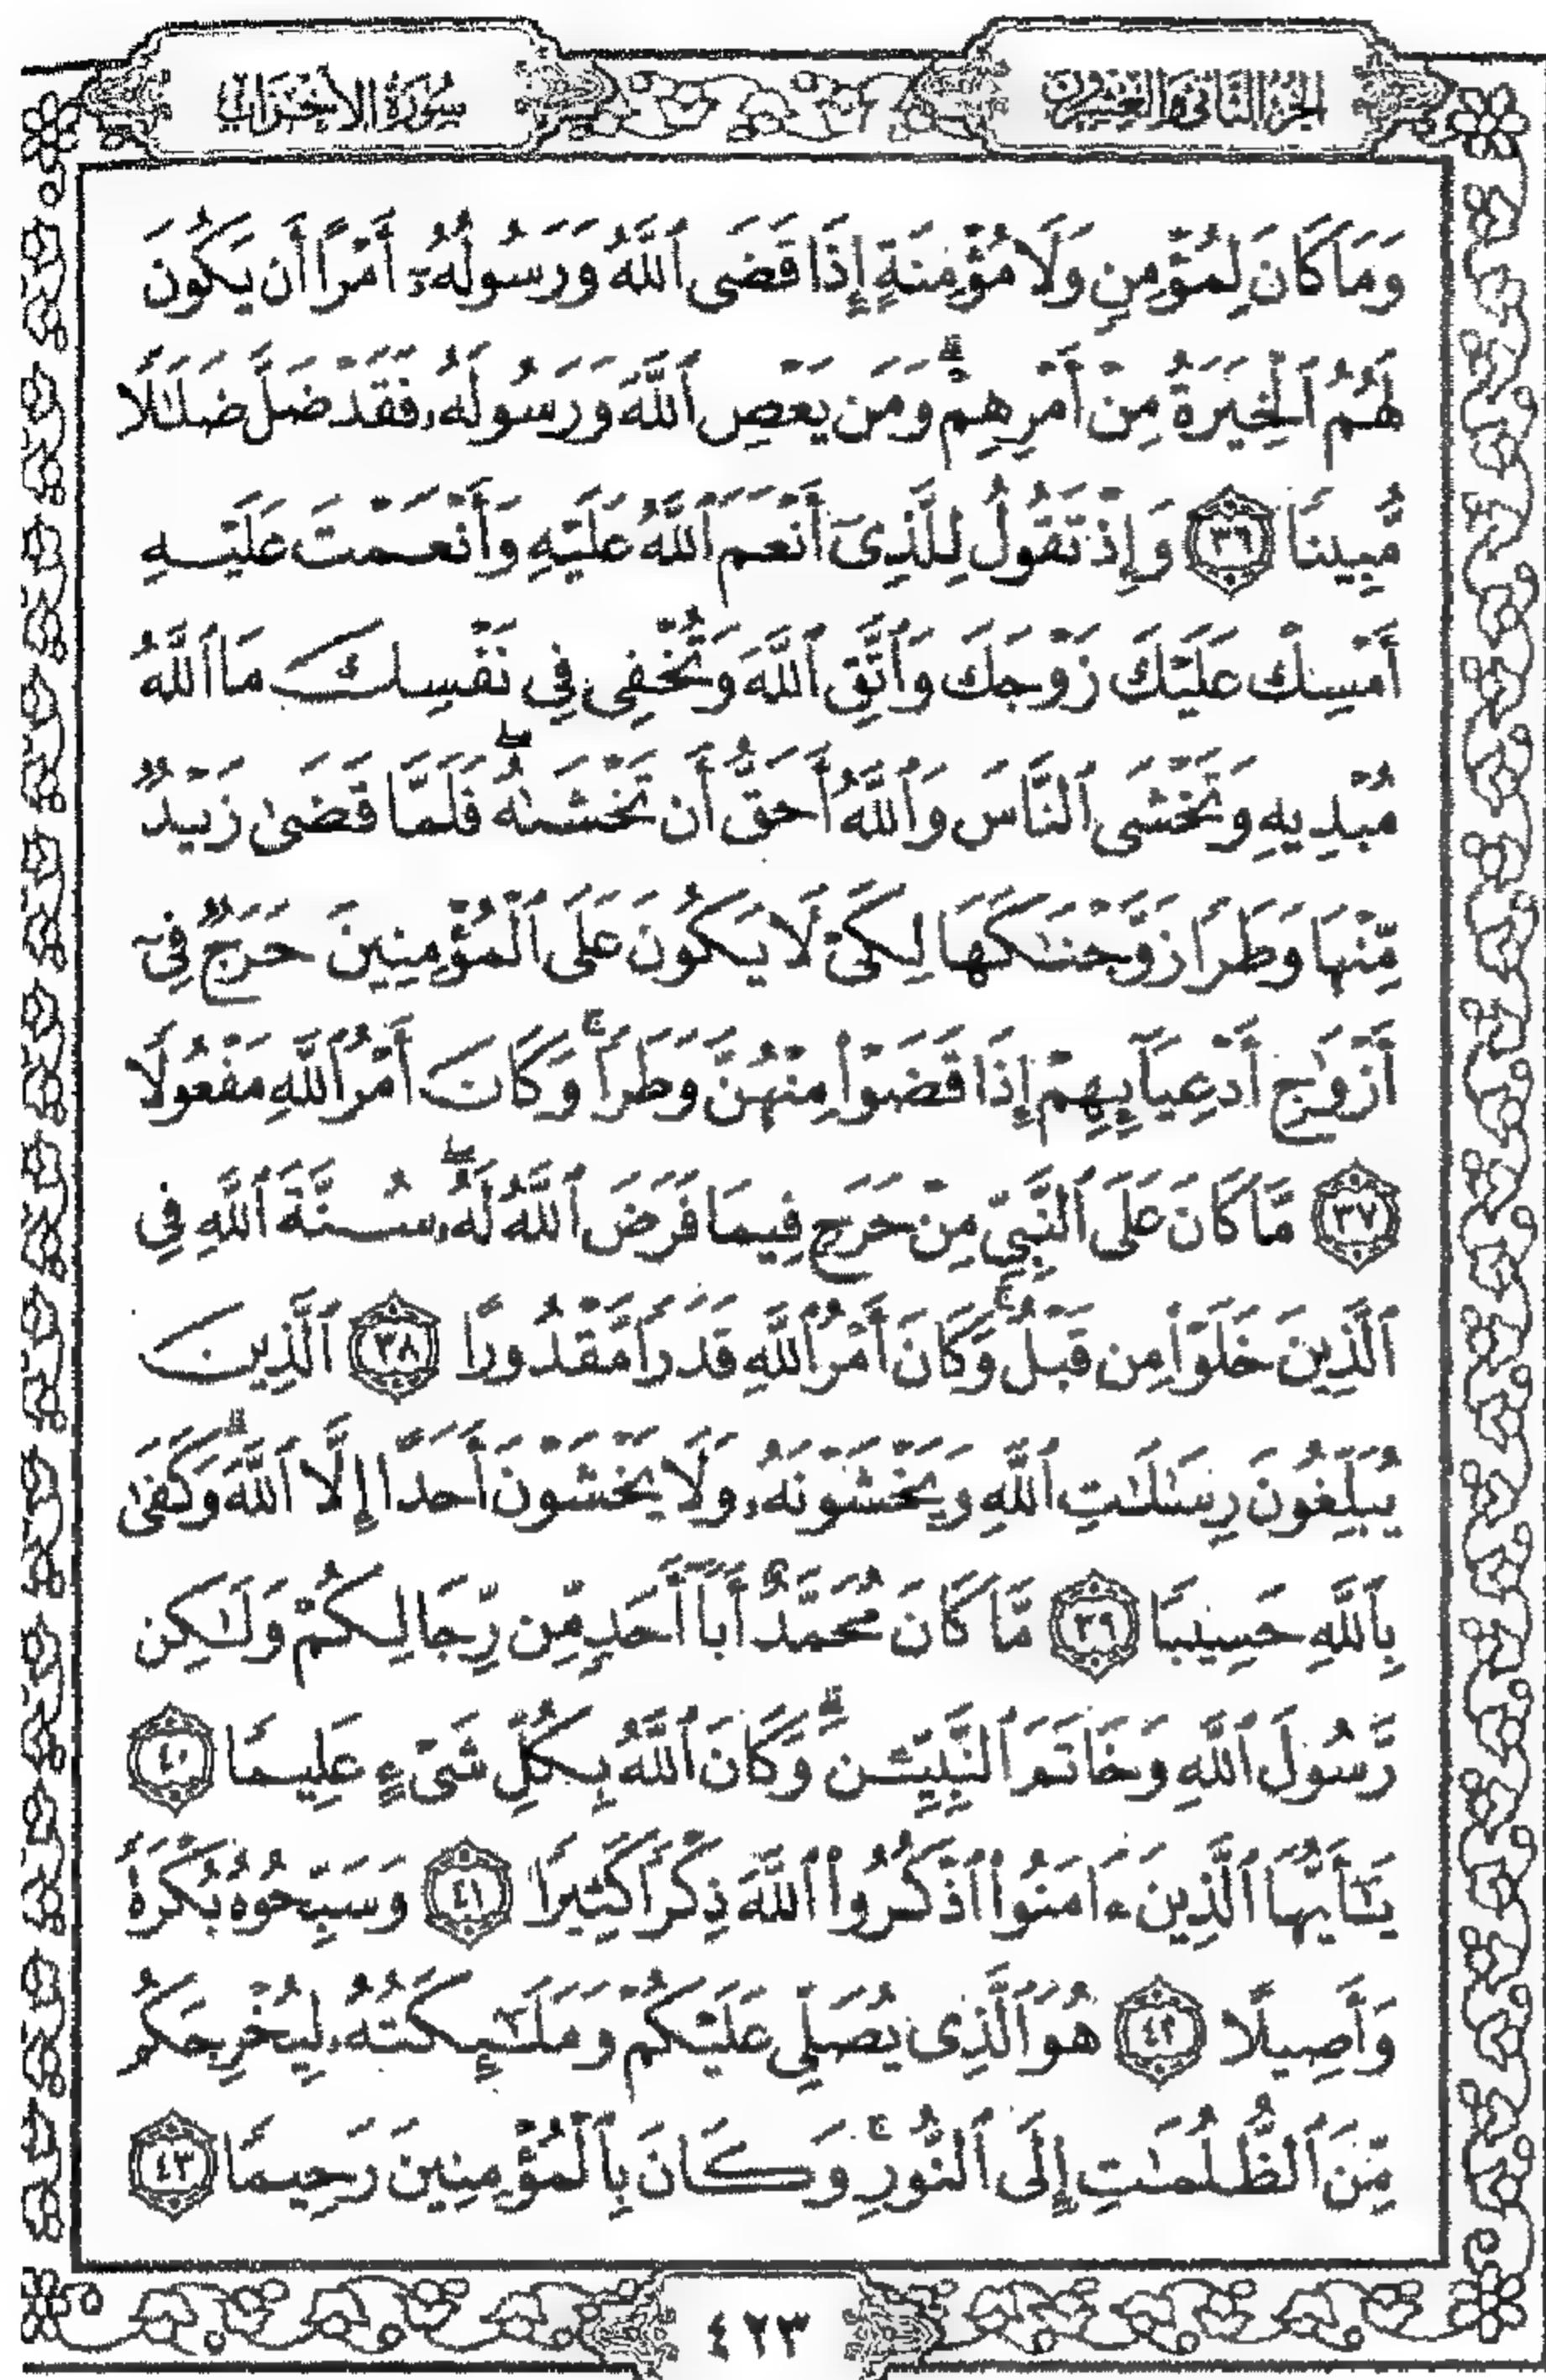 الجزء الثاني والعشرون
سورة الأحزاب
وَمَا كَانَ لِمُؤْمِنٍ وَلَا مُؤْمِنَةٍ إِذَا قَضَى ٱللَّهُ وَرَسُولُهُۥٓ أَمْرًا أَن يَكُونَ
لَهُمُ ٱلْخِيَرَةُ مِنْ أَمْرِهِمْ ۗ وَمَن يَعْصِ ٱللَّهَ وَرَسُولَهُۥ فَقَدْ ضَلَّ ضَلَٰلًا
مُّبِينًا ٣٦ وَإِذْ تَقُولُ لِلَّذِىٓ أَنْعَمَ ٱللَّهُ عَلَيْهِ وَأَنْعَمْتَ عَلَيْهِ
أَمْسِكْ عَلَيْكَ زَوْجَكَ وَٱتَّقِ ٱللَّهَ وَتُخْفِى فِى نَفْسِكَ مَا ٱللَّهُ
مُبْدِيهِ وَتَخْشَى ٱلنَّاسَ وَٱللَّهُ أَحَقُّ أَن تَخْشَىٰهُ ۖ فَلَمَّا قَضَىٰ زَيْدٌ
مِّنْهَا وَطَرًا زَوَّجْنَٰكَهَا لِكَىْ لَا يَكُونَ عَلَى ٱلْمُؤْمِنِينَ حَرَجٌ فِىٓ
أَزْوَٰجِ أَدْعِيَآئِهِمْ إِذَا قَضَوْا۟ مِنْهُنَّ وَطَرًا ۚ وَكَانَ أَمْرُ ٱللَّهِ مَفْعُولًا
٣٧ مَّا كَانَ عَلَى ٱلنَّبِىِّ مِنْ حَرَجٍ فِيمَا فَرَضَ ٱللَّهُ لَهُۥ ۖ سُنَّةَ ٱللَّهِ فِى
ٱلَّذِينَ خَلَوْا۟ مِن قَبْلُ ۚ وَكَانَ أَمْرُ ٱللَّهِ قَدَرًا مَّقْدُورًا ٣٨ ٱلَّذِينَ
يُبَلِّغُونَ رِسَٰلَٰتِ ٱللَّهِ وَيَخْشَوْنَهُۥ وَلَا يَخْشَوْنَ أَحَدًا إِلَّا ٱللَّهَ ۗ وَكَفَىٰ
بِٱللَّهِ حَسِيبًا ٣٩ مَّا كَانَ مُحَمَّدٌ أَبَآ أَحَدٍ مِّن رِّجَالِكُمْ وَلَٰكِن
رَّسُولَ ٱللَّهِ وَخَاتَمَ ٱلنَّبِيِّـۧنَ ۗ وَكَانَ ٱللَّهُ بِكُلِّ شَىْءٍ عَلِيمًا ٤٠
يَٰٓأَيُّهَا ٱلَّذِينَ ءَامَنُوا۟ ٱذْكُرُوا۟ ٱللَّهَ ذِكْرًا كَثِيرًا ٤١ وَسَبِّحُوهُ بُكْرَةً
وَأَصِيلًا ٤٢ هُوَ ٱلَّذِى يُصَلِّى عَلَيْكُمْ وَمَلَٰٓئِكَتُهُۥ لِيُخْرِجَكُم
مِّنَ ٱلظُّلُمَٰتِ إِلَى ٱلنُّورِ ۚ وَكَانَ بِٱلْمُؤْمِنِينَ رَحِيمًا ٤٣
٤٢٣